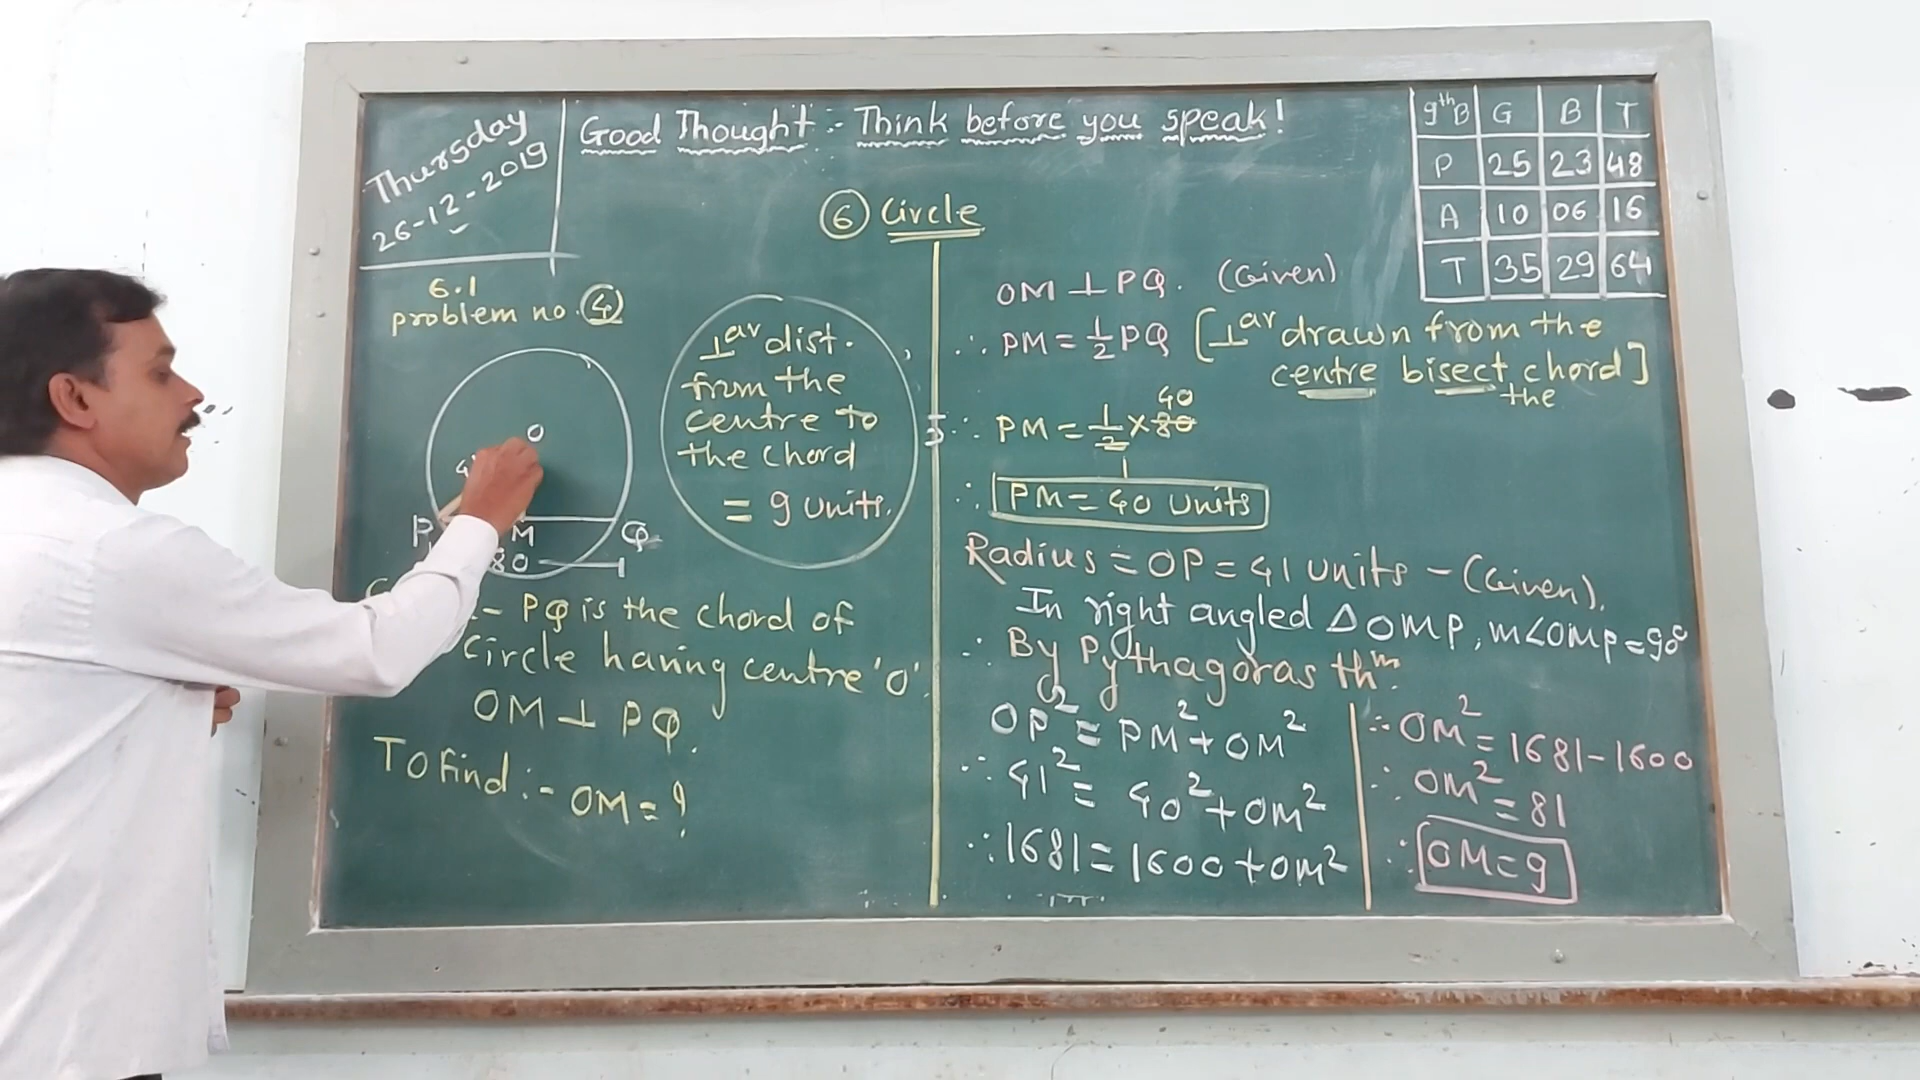 Thursday
26-12-2019
Good Thought :- Think before you speak!
9th B G B T
P 25 23 48
A 10 06 16
T 35 29 64
6 Circle
6.1
problem no. 4
O
P M Q
80
- PQ is the chord of
Circle having centre 'O'.
OM ⊥ PQ.
To Find :- OM = ?
⊥ar dist.
from the
centre to
the chord
= 9 units.
OM ⊥ PQ. (Given)
∴ PM = 1/2 PQ [⊥ar drawn from the
centre bisect chord]
the
40
∴ PM = 1/2 × 80
1
∴ PM = 40 units
Radius = OP = 41 units - (Given).
In right angled △OMP, m∠OMP = 90°
∴ By Pythagoras thm.
OP² = PM² + OM²
∴ 41² = 40² + OM²
∴ 1681 = 1600 + OM²
∴ OM² = 1681 - 1600
∴ OM² = 81
∴ OM = 9